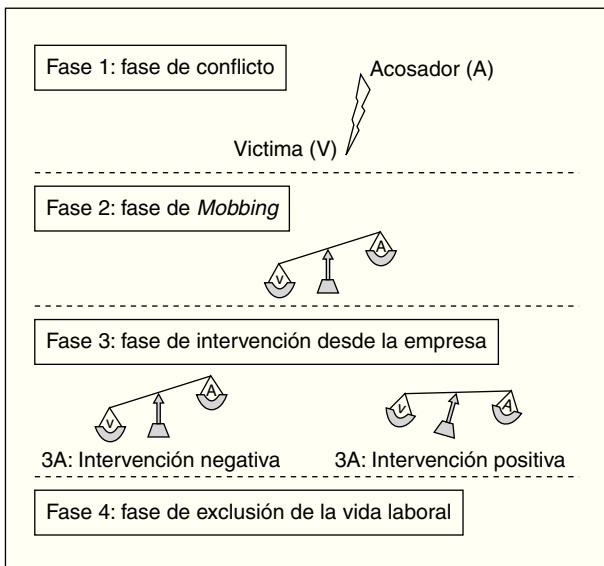 Fase 1: fase de conflicto
Acosador (A)
Victima (V)
Fase 2: fase de Mobbing
V A
Fase 3: fase de intervención desde la empresa
V A V A
3A: Intervención negativa 3A: Intervención positiva
Fase 4: fase de exclusión de la vida laboral